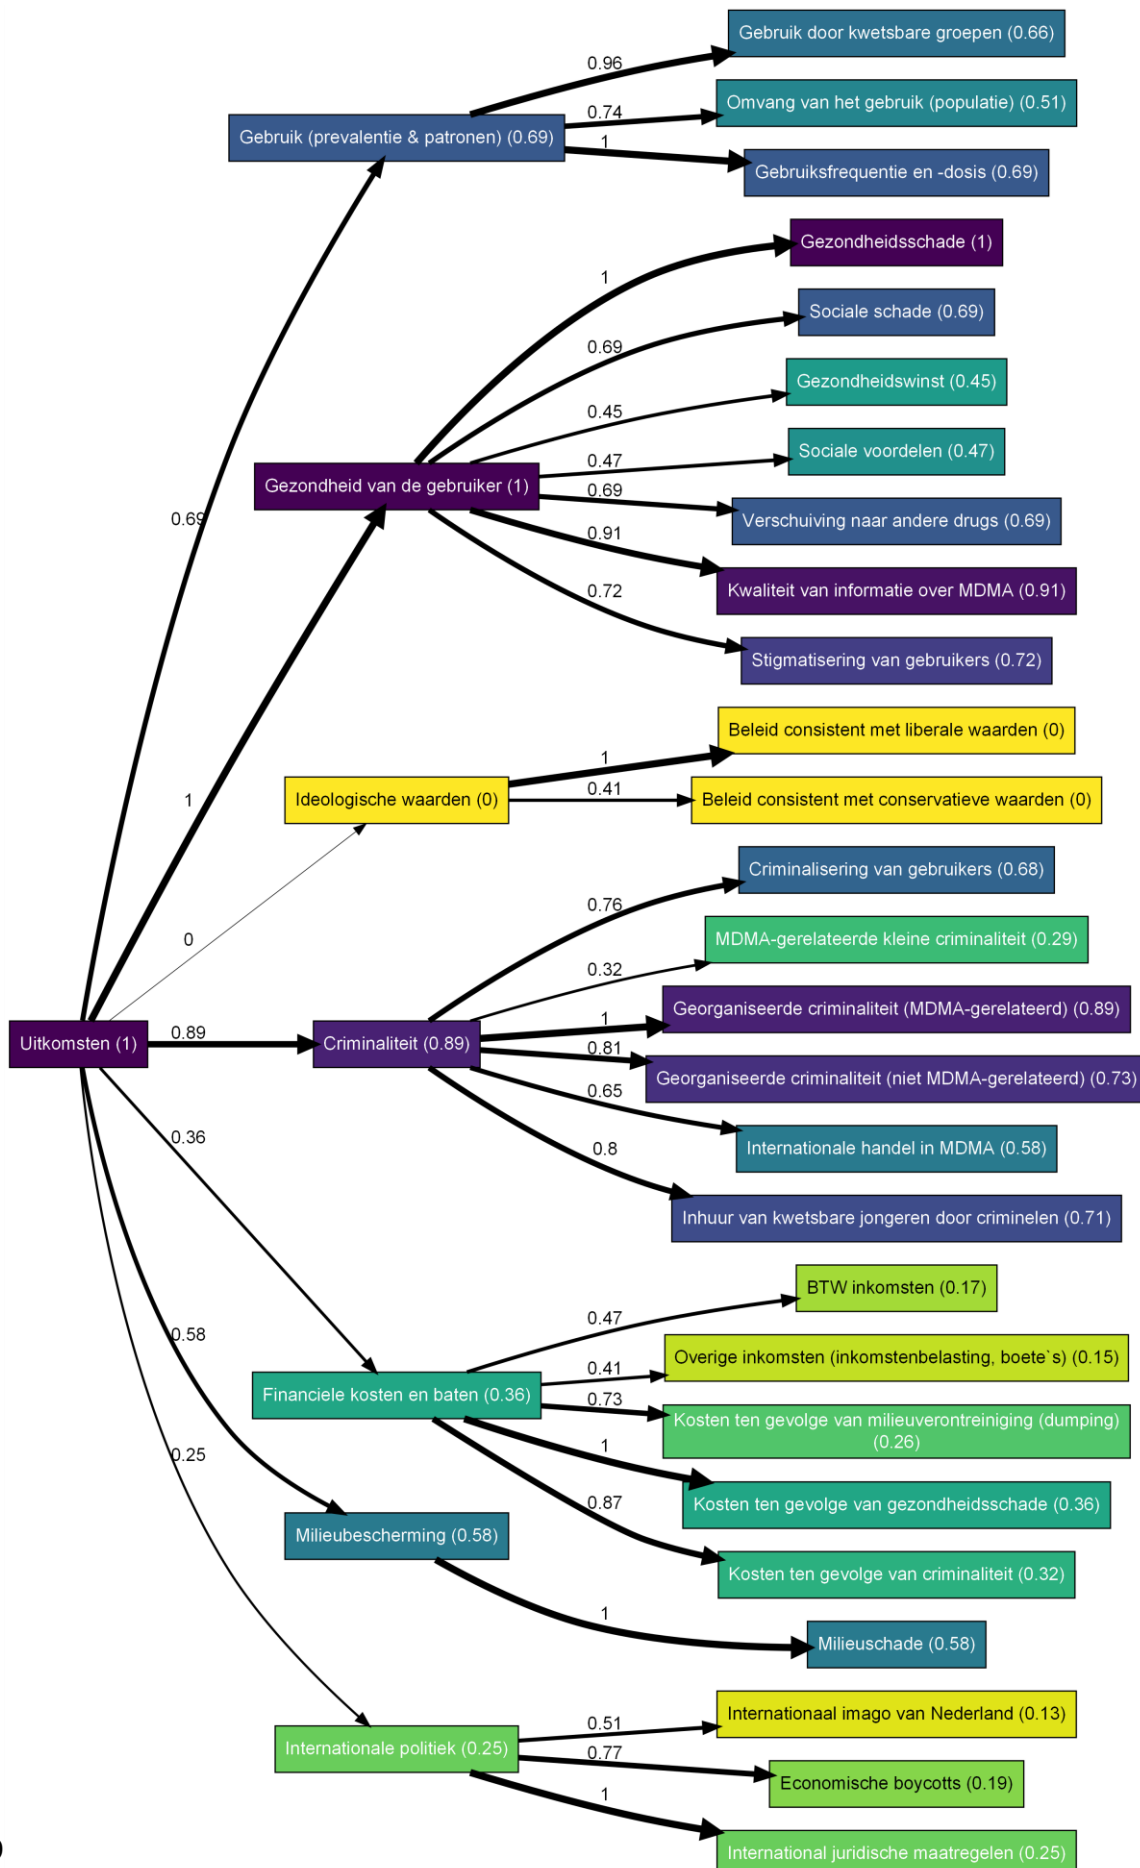 Gebruik door kwetsbare groepen (0.66)
0.96
Omvang van het gebruik (populatie) (0.51)
0.74
Gebruik (prevalentie & patronen) (0.69)
1
Gebruiksfrequentie en -dosis (0.69)
Gezondheidsschade (1)
1
Sociale schade (0.69)
0.69
Gezondheidswinst (0.45)
0.45
Sociale voordelen (0.47)
0.47
Gezondheid van de gebruiker (1)
0.69
Verschuiving naar andere drugs (0.69)
0.69
0.91
Kwaliteit van informatie over MDMA (0.91)
0.72
Stigmatisering van gebruikers (0.72)
Beleid consistent met liberale waarden (0)
1
Ideologische waarden (0)
0.41
Beleid consistent met conservatieve waarden (0)
1
Criminalisering van gebruikers (0.68)
0.76
0
MDMA-gerelateerde kleine criminaliteit (0.29)
0.32
Georganiseerde criminaliteit (MDMA-gerelateerd) (0.89)
1
Uitkomsten (1)
0.89
Criminaliteit (0.89)
0.81
Georganiseerde criminaliteit (niet MDMA-gerelateerd) (0.73)
0.65
Internationale handel in MDMA (0.58)
0.36
0.8
Inhuur van kwetsbare jongeren door criminelen (0.71)
BTW inkomsten (0.17)
0.47
0.58
Overige inkomsten (inkomstenbelasting, boete`s) (0.15)
0.41
Financiele kosten en baten (0.36)
0.73
Kosten ten gevolge van milieuverontreiniging (dumping)
(0.26)
0.25
1
Kosten ten gevolge van gezondheidsschade (0.36)
0.87
Milieubescherming (0.58)
Kosten ten gevolge van criminaliteit (0.32)
1
Milieuschade (0.58)
Internationaal imago van Nederland (0.13)
0.51
Internationale politiek (0.25)
0.77
Economische boycotts (0.19)
1
International juridische maatregelen (0.25)